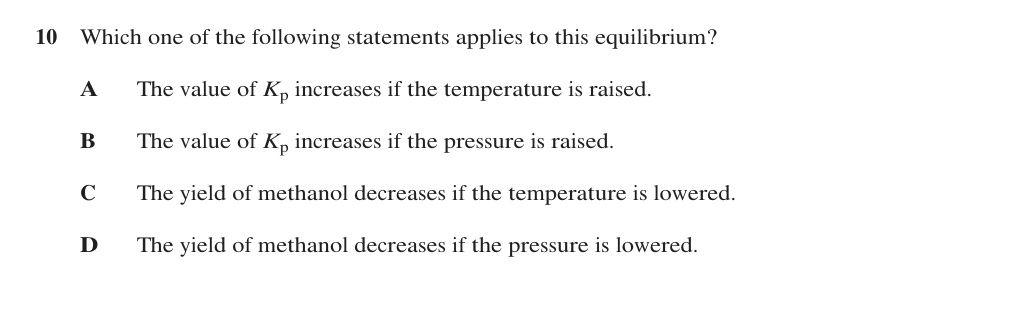 10 Which one of the following statements applies to this equilibrium?
A The value of Kp increases if the temperature is raised.
B The value of Kp increases if the pressure is raised.
C The yield of methanol decreases if the temperature is lowered.
D The yield of methanol decreases if the pressure is lowered.